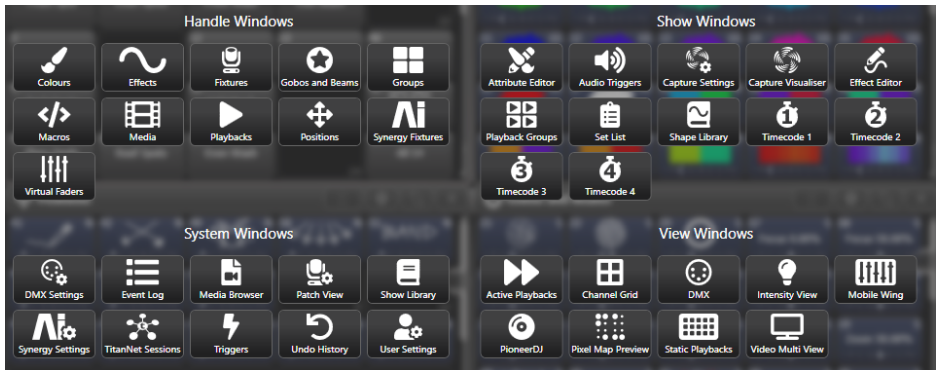 Handle Windows
Colours
Effects
Fixtures
Gobos and Beams
Groups
Macros
Media
Playbacks
Positions
Synergy Fixtures
Virtual Faders
Show Windows
Attribute Editor
Audio Triggers
Capture Settings
Capture Visualiser
Effect Editor
Playback Groups
Set List
Shape Library
1
Timecode 1
2
Timecode 2
3
Timecode 3
4
Timecode 4
System Windows
DMX Settings
Event Log
Media Browser
Patch View
Show Library
Synergy Settings
TitanNet Sessions
Triggers
Undo History
User Settings
View Windows
Active Playbacks
Channel Grid
DMX
Intensity View
Mobile Wing
PioneerDJ
Pixel Map Preview
Static Playbacks
Video Multi View